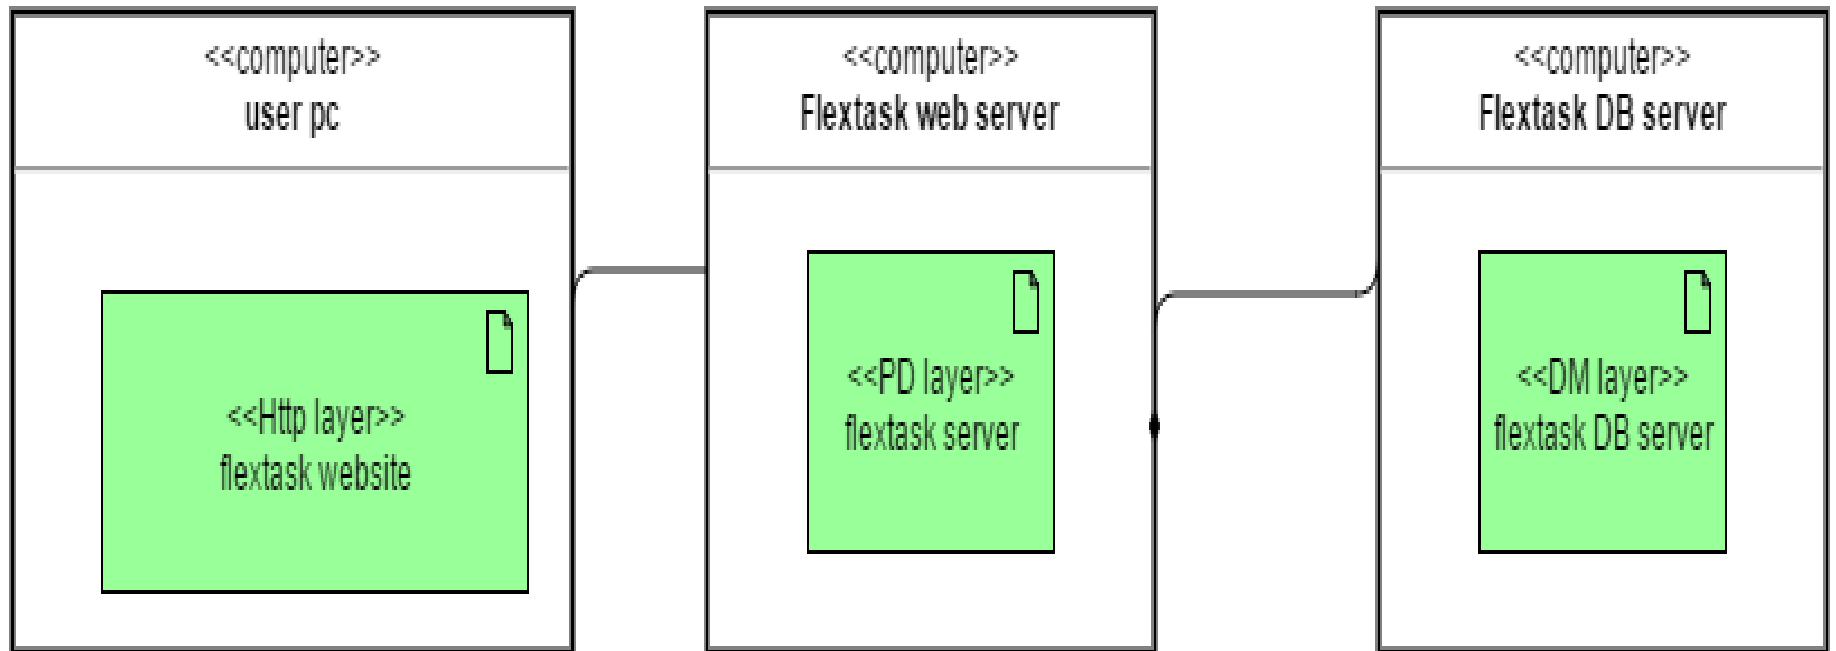 <<computer>>
user pc
<<Http layer>>
flextask website
<<computer>>
Flextask web server
<<PD layer>>
flextask server
<<computer>>
Flextask DB server
<<DM layer>>
flextask DB server